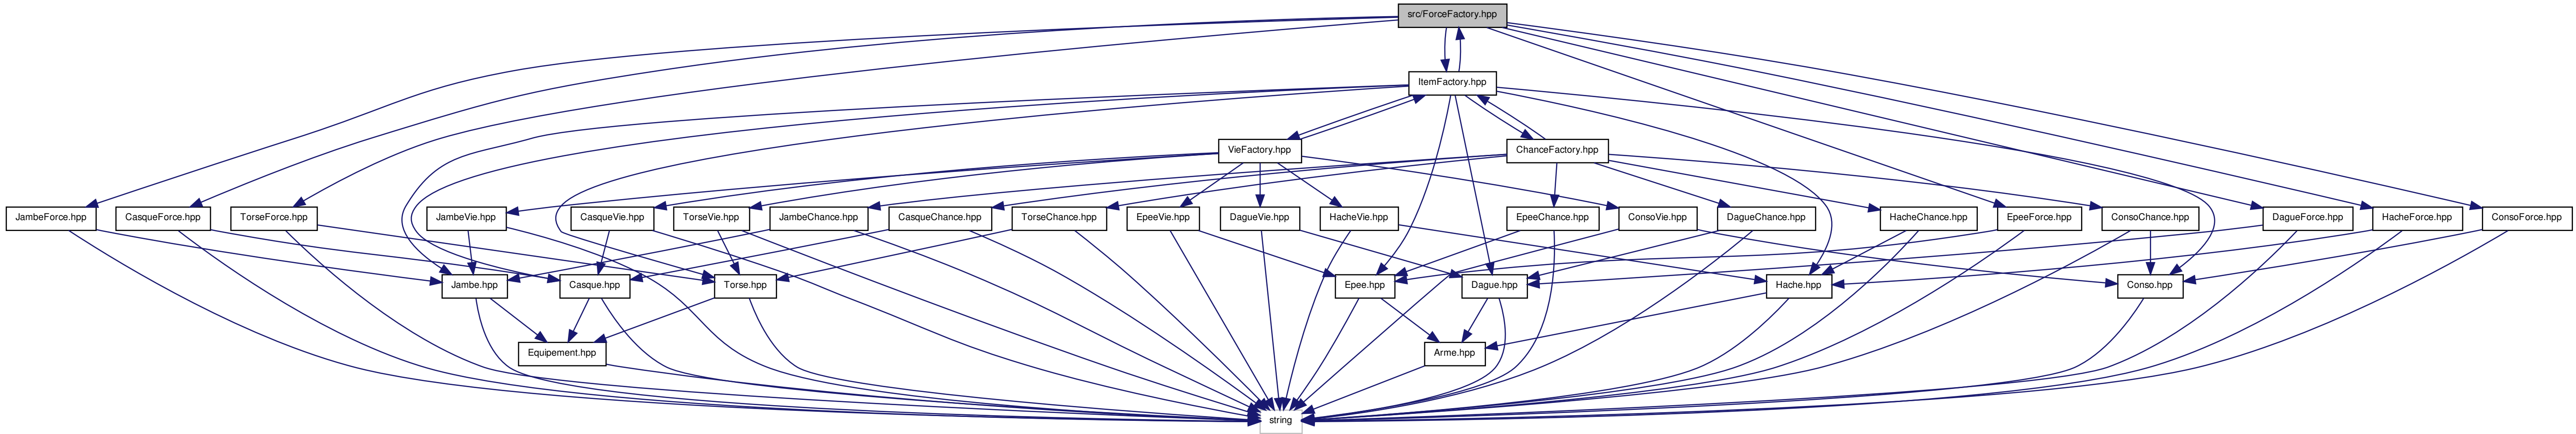 src/ForceFactory.hpp
ItemFactory.hpp
VieFactory.hpp
ChanceFactory.hpp
JambeForce.hpp
CasqueForce.hpp
TorseForce.hpp
JambeVie.hpp
CasqueVie.hpp
TorseVie.hpp
JambeChance.hpp
CasqueChance.hpp
TorseChance.hpp
EpeeVie.hpp
DagueVie.hpp
HacheVie.hpp
EpeeChance.hpp
ConsoVie.hpp
DagueChance.hpp
HacheChance.hpp
EpeeForce.hpp
ConsoChance.hpp
DagueForce.hpp
HacheForce.hpp
ConsoForce.hpp
Jambe.hpp
Casque.hpp
Torse.hpp
Epee.hpp
Dague.hpp
Hache.hpp
Conso.hpp
Equipement.hpp
Arme.hpp
string